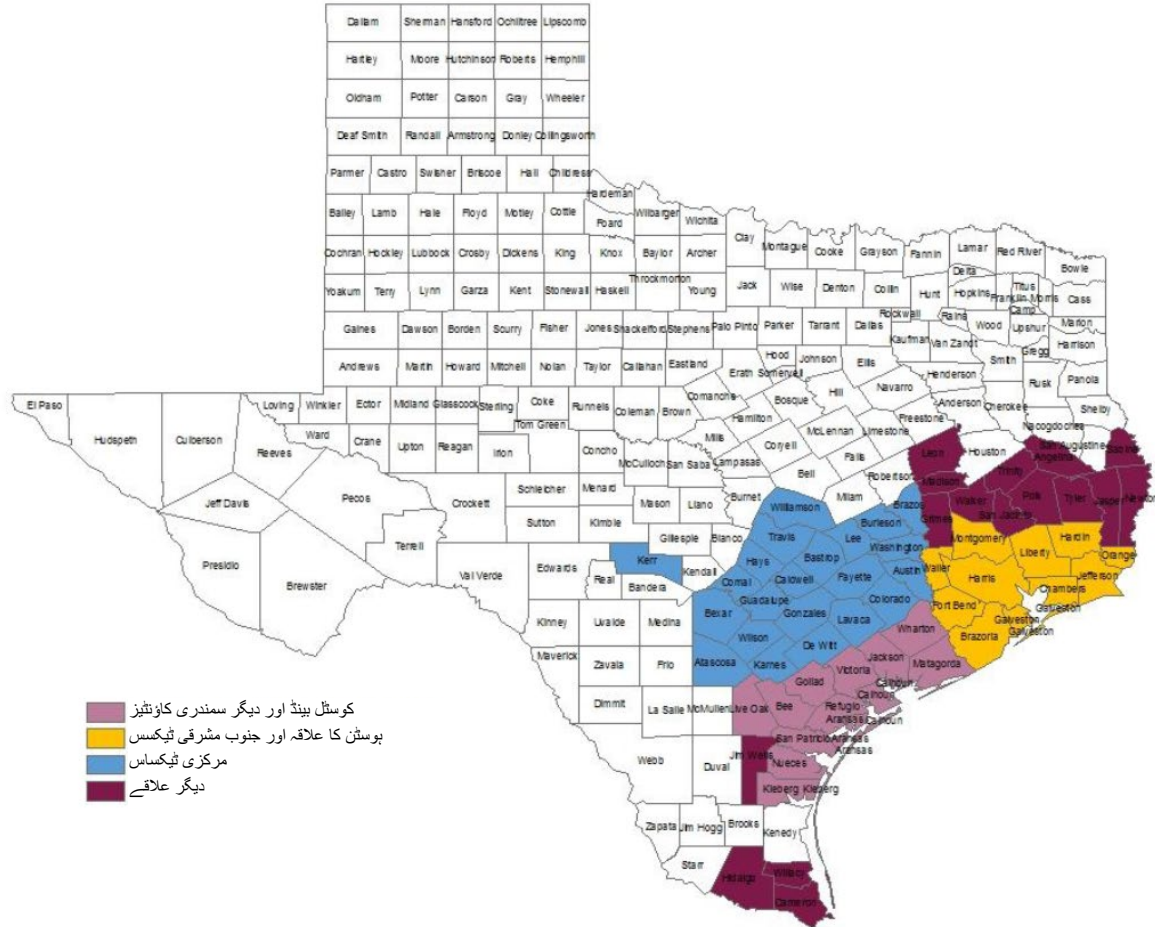 Dallam Sherman Hansford Ochiltree Lipscomb
Hartley Moore Hutchinson Roberts Hemphill
Oldham Potter Carson Gray Wheeler
Deaf Smith Randall Armstrong Donley Collingsworth
Parmer Castro Swisher Briscoe Hall Childress
Hardeman
Bailey Lamb Hale Floyd Motley Cottle Foard Wilbarger Wichita
Clay Montague Cooke Grayson Fannin Lamar Red River Bowie
Cochran Hockley Lubbock Crosby Dickens King Knox Baylor Archer
Delta Titus
Yoakum Terry Lynn Garza Kent Stonewall Haskell Throckmorton Young Jack Wise Denton Collin Hunt Hopkins Franklin Morris Cass
Rockwall Rains Camp
Gaines Dawson Borden Scurry Fisher Jones Shackelford Stephens Palo Pinto Parker Tarrant Dallas Kaufman Van Zandt Wood Upshur Marion
Gregg Harrison
Andrews Martin Howard Mitchell Nolan Taylor Callahan Eastland Erath Hood Somervell Johnson Ellis Henderson Smith Rusk Panola
El Paso Hudspeth Culberson Loving Winkler Ector Midland Glasscock Sterling Coke Runnels Coleman Brown Comanche Bosque Hill Navarro Anderson Cherokee Shelby
Reeves Ward Crane Upton Reagan Irion Tom Green Concho McCulloch San Saba Mills Hamilton Coryell McLennan Limestone Freestone Nacogdoches San Augustine Sabine
Lampasas Bell Falls Robertson Leon Houston Angelina
Jeff Davis Pecos Crockett Schleicher Menard Mason Llano Burnet Milam Madison Trinity
Williamson Brazos Grimes Walker San Jacinto Polk Tyler Jasper Newton
Presidio Brewster Terrell Val Verde Sutton Kimble Gillespie Blanco Travis Lee Burleson Washington Montgomery Liberty Hardin Orange
Edwards Kerr Kendall Hays Bastrop Austin Waller Harris Jefferson
Real Bandera Comal Caldwell Fayette Chambers
Kinney Uvalde Medina Bexar Guadalupe Gonzales Colorado Fort Bend Galveston
Galveston
Galveston
Lavaca Wharton Brazoria
Maverick Zavala Frio Atascosa Wilson Karnes De Witt Jackson Matagorda
Goliad Victoria Calhoun
Calhoun
Calhoun
Dimmit La Salle McMullen Live Oak Bee Refugio
Aransas
Aransas
Aransas
San Patricio
Webb Duval Jim Wells Nueces
Kleberg Kleberg
Zapata Jim Hogg Brooks Kenedy
Starr Hidalgo Willacy
Cameron
کوسٹل بینڈ اور دیگر سمندری کاؤنٹیز
ہوسٹن کا علاقہ اور جنوب مشرقی ٹیکسس
مرکزی ٹیکساس
دیگر علاقے